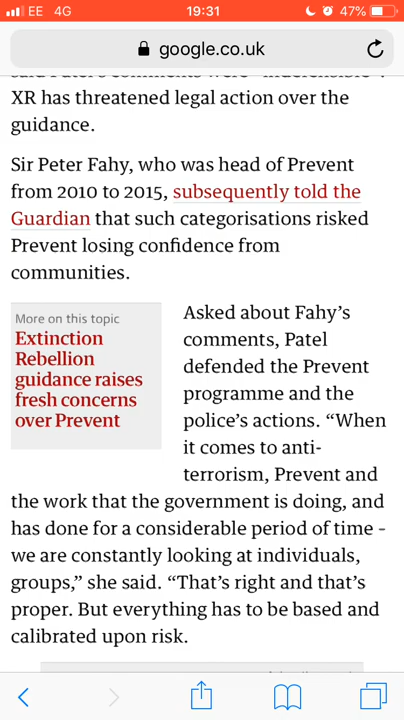 EE 4G 19:31 47%
google.co.uk
XR has threatened legal action over the
guidance.
Sir Peter Fahy, who was head of Prevent
from 2010 to 2015, subsequently told the
Guardian that such categorisations risked
Prevent losing confidence from
communities.
More on this topic
Extinction
Rebellion
guidance raises
fresh concerns
over Prevent
Asked about Fahy’s
comments, Patel
defended the Prevent
programme and the
police’s actions. “When
it comes to anti-
terrorism, Prevent and
the work that the government is doing, and
has done for a considerable period of time -
we are constantly looking at individuals,
groups,” she said. “That’s right and that’s
proper. But everything has to be based and
calibrated upon risk.